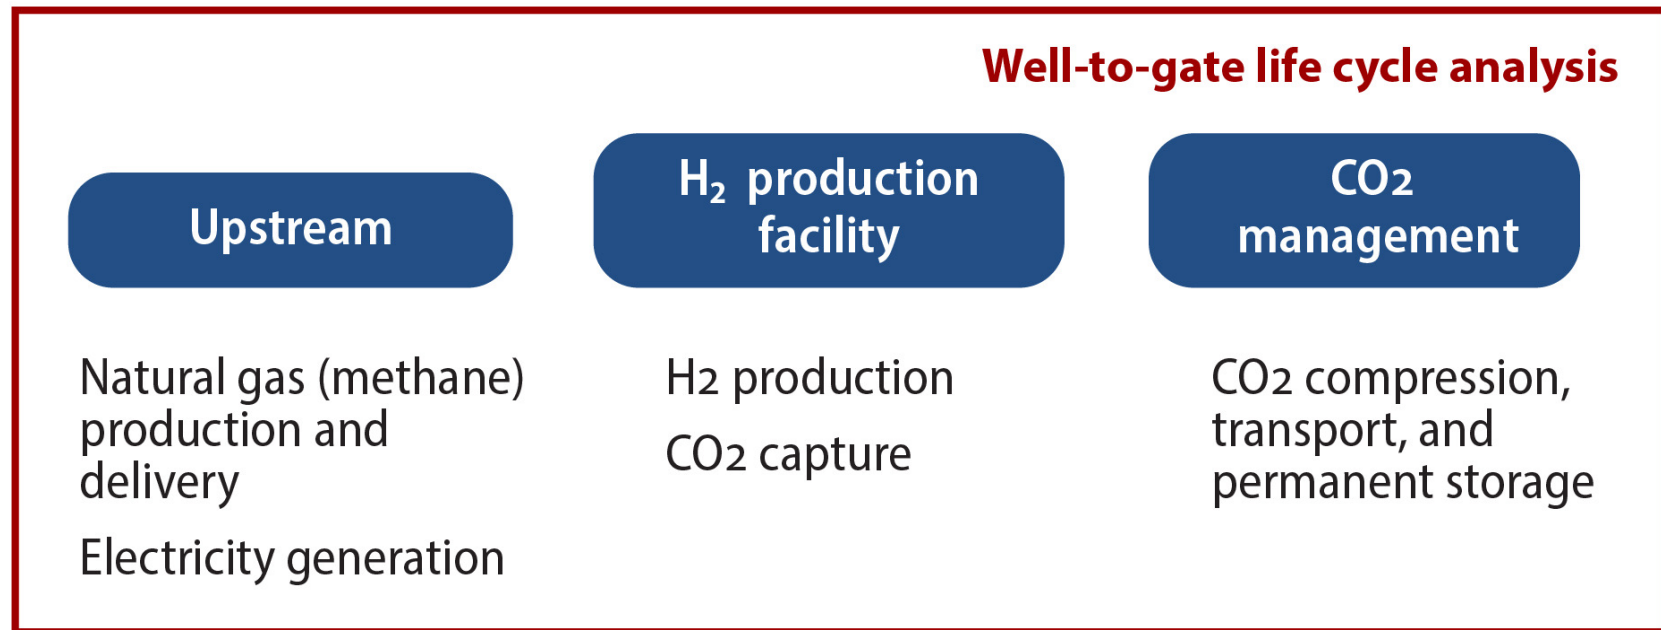 Well-to-gate life cycle analysis
Upstream
H₂ production
facility
CO2
management
Natural gas (methane)
production and
delivery
Electricity generation
H2 production
CO2 capture
CO2 compression,
transport, and
permanent storage